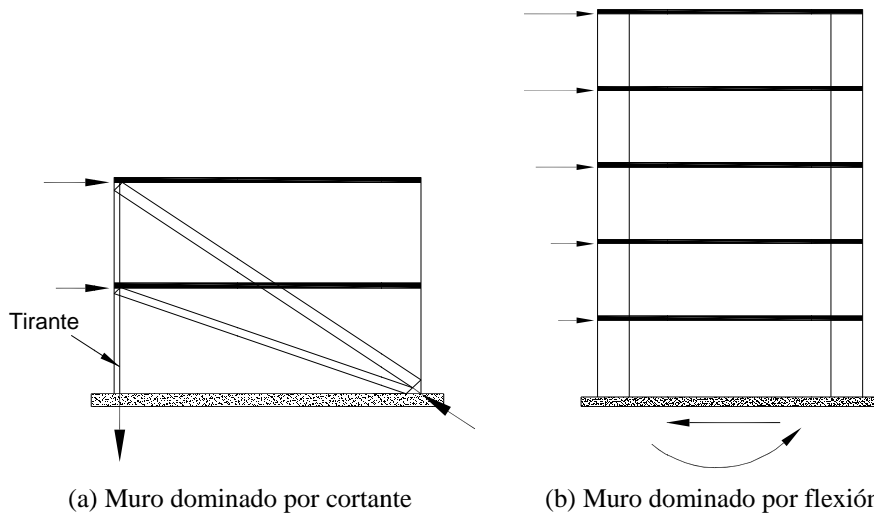 Tirante
(a) Muro dominado por cortante
(b) Muro dominado por flexión